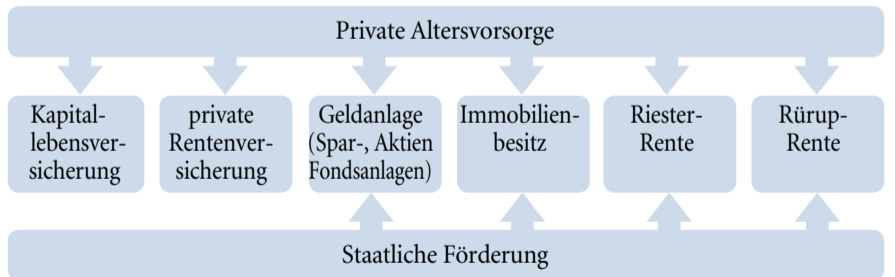 Private Altersvorsorge
Kapital-
lebensver-
sicherung
private
Rentenver-
sicherung
Geldanlage
(Spar-, Aktien
Fondsanlagen)
Immobilien-
besitz
Riester-
Rente
Rürup-
Rente
Staatliche Förderung